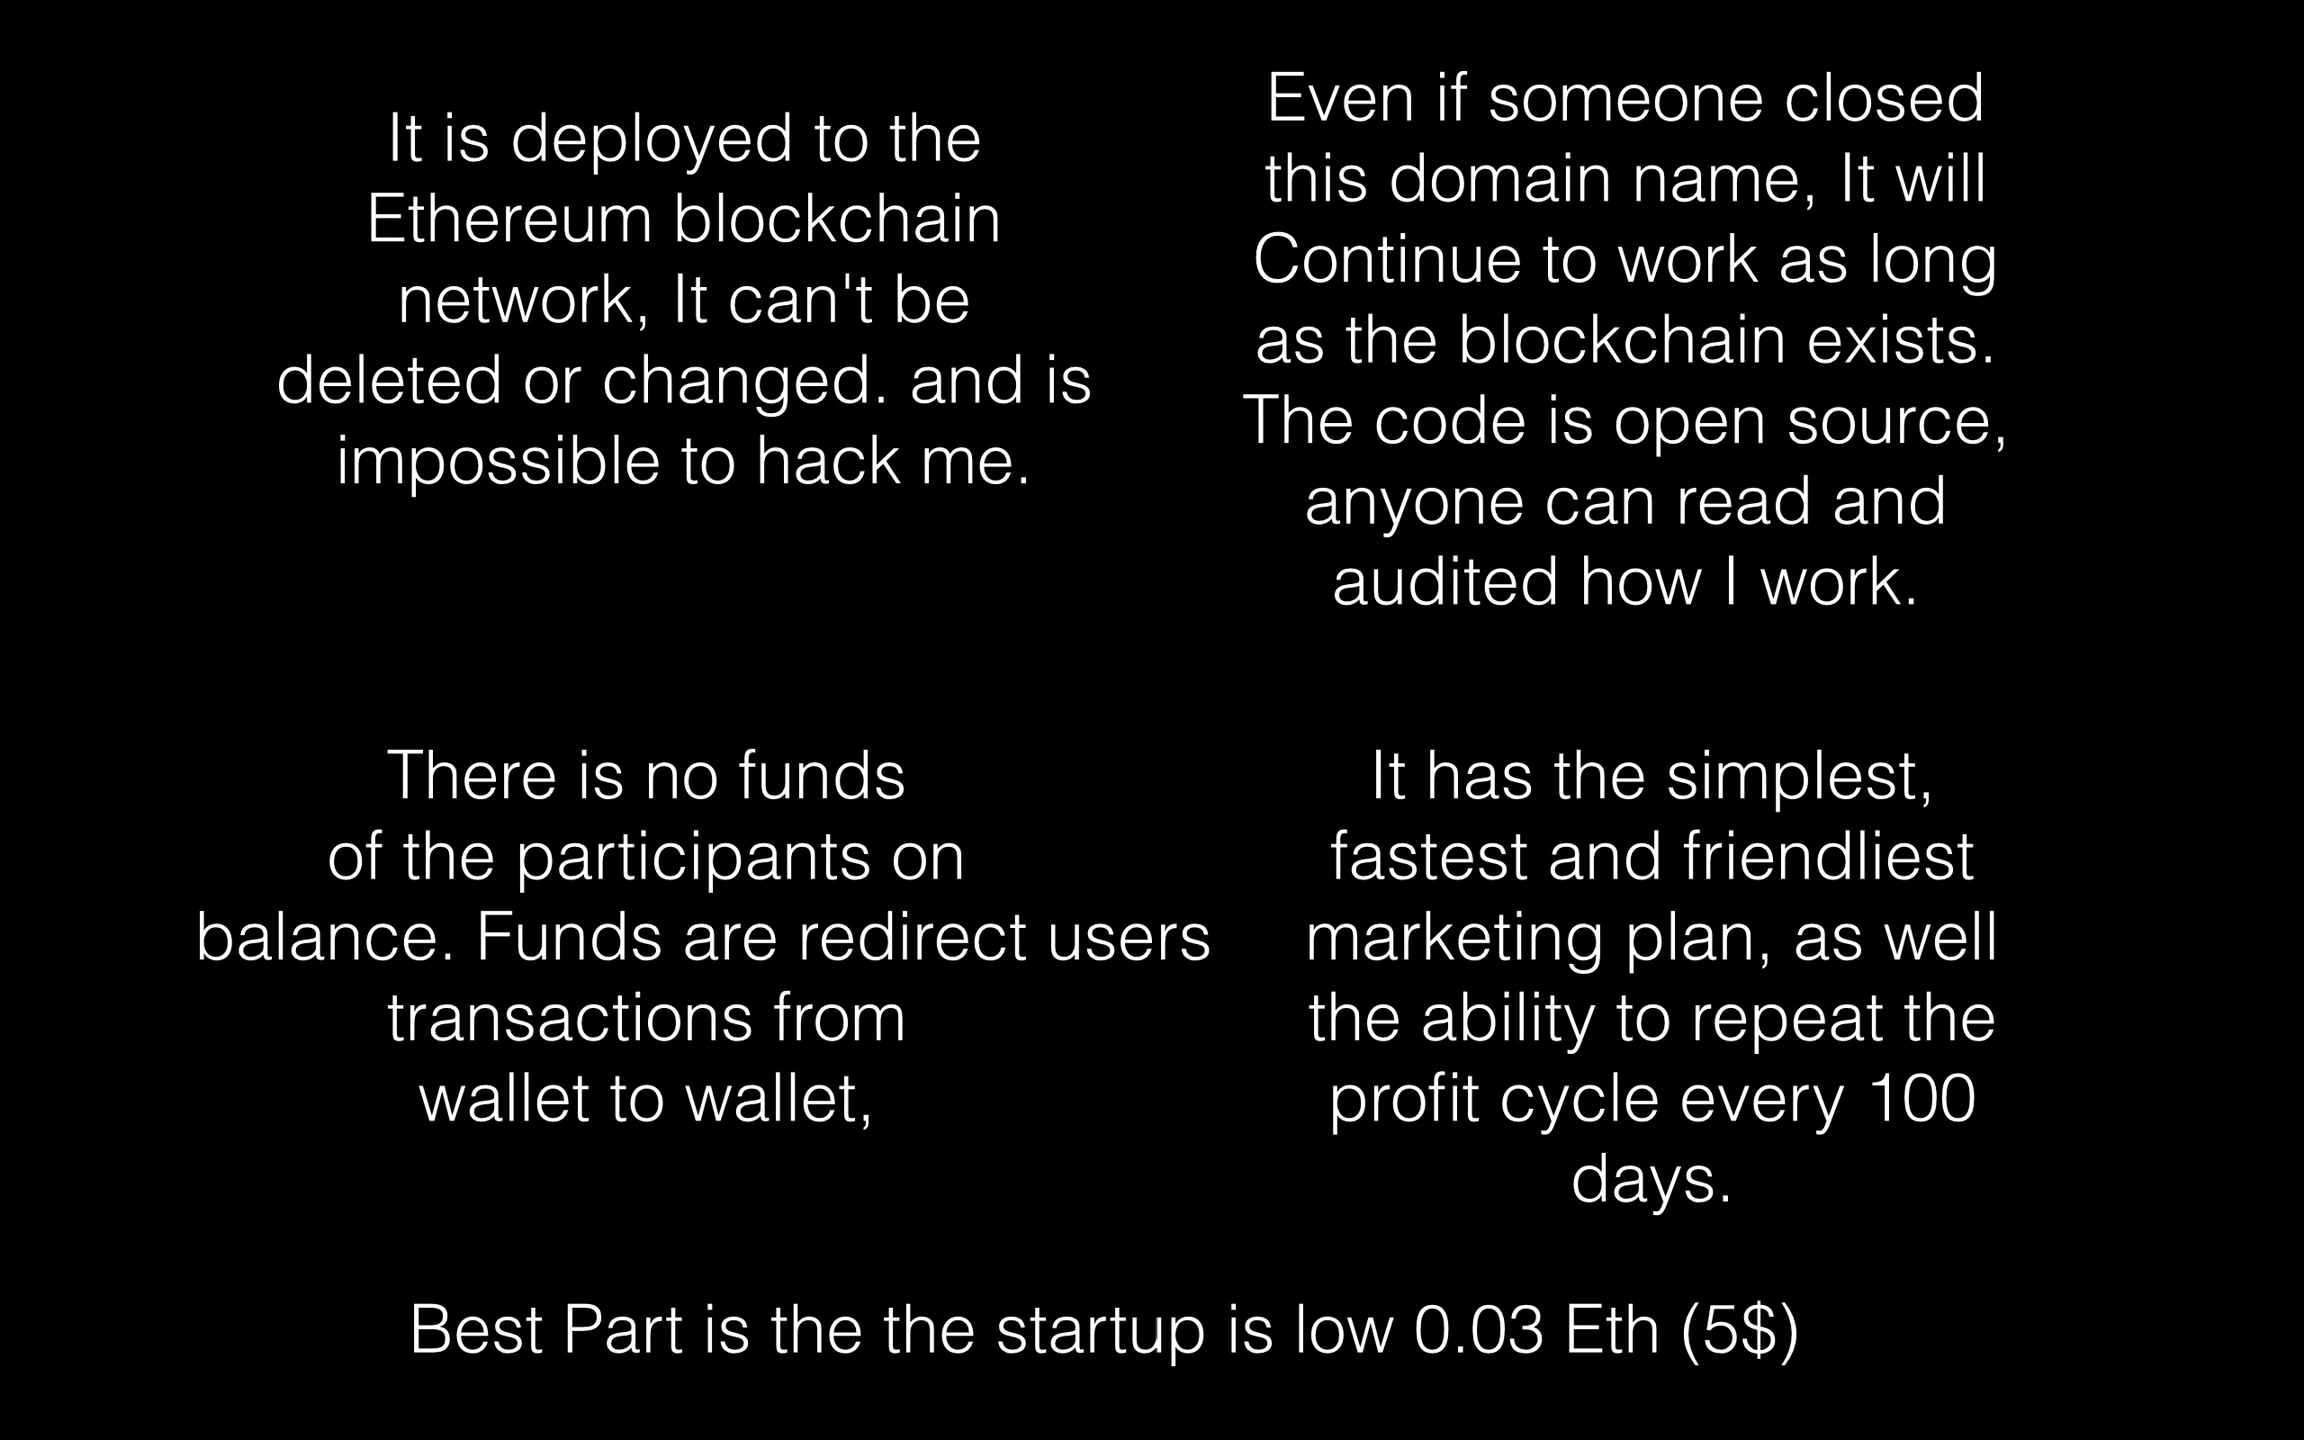 It is deployed to the
Ethereum blockchain
network, It can't be
deleted or changed. and is
impossible to hack me.
Even if someone closed
this domain name, It will
Continue to work as long
as the blockchain exists.
The code is open source,
anyone can read and
audited how I work.
There is no funds
of the participants on
balance. Funds are redirect users
transactions from
wallet to wallet,
It has the simplest,
fastest and friendliest
marketing plan, as well
the ability to repeat the
profit cycle every 100
days.
Best Part is the the startup is low 0.03 Eth (5$)